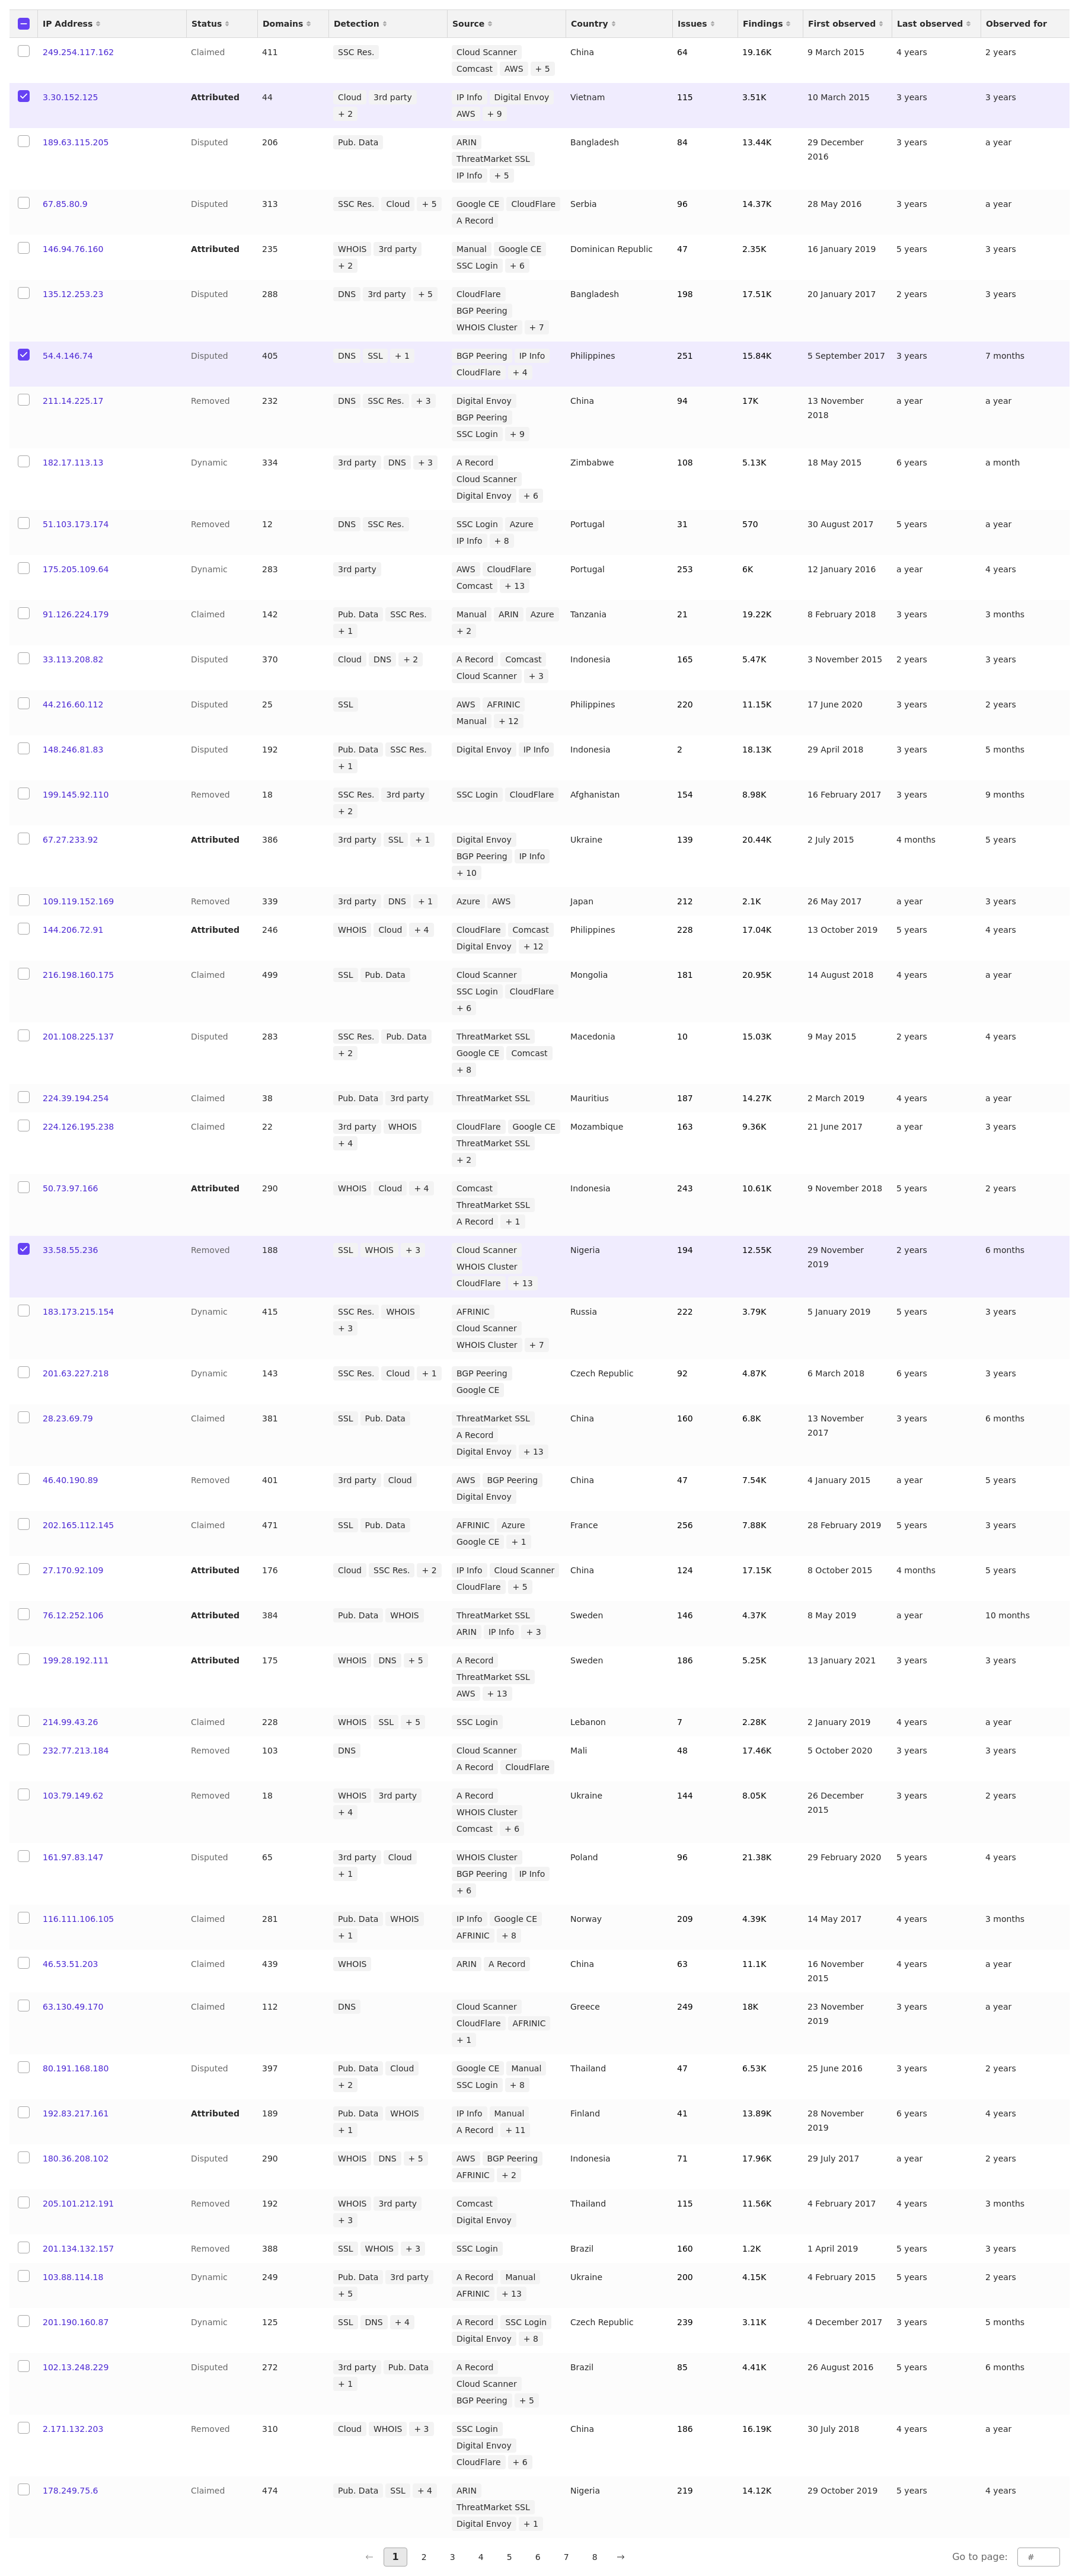 IP Address Status Domains Detection Source Country Issues Findings First observed Last observed Observed for
249.254.117.162 Claimed 411 SSC Res. Cloud Scanner China 64 19.16K 9 March 2015 4 years 2 years
Comcast AWS + 5
3.30.152.125 Attributed 44 Cloud 3rd party IP Info Digital Envoy Vietnam 115 3.51K 10 March 2015 3 years 3 years
+ 2 AWS + 9
189.63.115.205 Disputed 206 Pub. Data ARIN Bangladesh 84 13.44K 29 December 3 years a year
ThreatMarket SSL 2016
IP Info + 5
67.85.80.9 Disputed 313 SSC Res. Cloud + 5 Google CE CloudFlare Serbia 96 14.37K 28 May 2016 3 years a year
A Record
146.94.76.160 Attributed 235 WHOIS 3rd party Manual Google CE Dominican Republic 47 2.35K 16 January 2019 5 years 3 years
+ 2 SSC Login + 6
135.12.253.23 Disputed 288 DNS 3rd party + 5 CloudFlare Bangladesh 198 17.51K 20 January 2017 2 years 3 years
BGP Peering
WHOIS Cluster + 7
54.4.146.74 Disputed 405 DNS SSL + 1 BGP Peering IP Info Philippines 251 15.84K 5 September 2017 3 years 7 months
CloudFlare + 4
211.14.225.17 Removed 232 DNS SSC Res. + 3 Digital Envoy China 94 17K 13 November a year a year
BGP Peering 2018
SSC Login + 9
182.17.113.13 Dynamic 334 3rd party DNS + 3 A Record Zimbabwe 108 5.13K 18 May 2015 6 years a month
Cloud Scanner
Digital Envoy + 6
51.103.173.174 Removed 12 DNS SSC Res. SSC Login Azure Portugal 31 570 30 August 2017 5 years a year
IP Info + 8
175.205.109.64 Dynamic 283 3rd party AWS CloudFlare Portugal 253 6K 12 January 2016 a year 4 years
Comcast + 13
91.126.224.179 Claimed 142 Pub. Data SSC Res. Manual ARIN Azure Tanzania 21 19.22K 8 February 2018 3 years 3 months
+ 1 + 2
33.113.208.82 Disputed 370 Cloud DNS + 2 A Record Comcast Indonesia 165 5.47K 3 November 2015 2 years 3 years
Cloud Scanner + 3
44.216.60.112 Disputed 25 SSL AWS AFRINIC Philippines 220 11.15K 17 June 2020 3 years 2 years
Manual + 12
148.246.81.83 Disputed 192 Pub. Data SSC Res. Digital Envoy IP Info Indonesia 2 18.13K 29 April 2018 3 years 5 months
+ 1
199.145.92.110 Removed 18 SSC Res. 3rd party SSC Login CloudFlare Afghanistan 154 8.98K 16 February 2017 3 years 9 months
+ 2
67.27.233.92 Attributed 386 3rd party SSL + 1 Digital Envoy Ukraine 139 20.44K 2 July 2015 4 months 5 years
BGP Peering IP Info
+ 10
109.119.152.169 Removed 339 3rd party DNS + 1 Azure AWS Japan 212 2.1K 26 May 2017 a year 3 years
144.206.72.91 Attributed 246 WHOIS Cloud + 4 CloudFlare Comcast Philippines 228 17.04K 13 October 2019 5 years 4 years
Digital Envoy + 12
216.198.160.175 Claimed 499 SSL Pub. Data Cloud Scanner Mongolia 181 20.95K 14 August 2018 4 years a year
SSC Login CloudFlare
+ 6
201.108.225.137 Disputed 283 SSC Res. Pub. Data ThreatMarket SSL Macedonia 10 15.03K 9 May 2015 2 years 4 years
+ 2 Google CE Comcast
+ 8
224.39.194.254 Claimed 38 Pub. Data 3rd party ThreatMarket SSL Mauritius 187 14.27K 2 March 2019 4 years a year
224.126.195.238 Claimed 22 3rd party WHOIS CloudFlare Google CE Mozambique 163 9.36K 21 June 2017 a year 3 years
+ 4 ThreatMarket SSL
+ 2
50.73.97.166 Attributed 290 WHOIS Cloud + 4 Comcast Indonesia 243 10.61K 9 November 2018 5 years 2 years
ThreatMarket SSL
A Record + 1
33.58.55.236 Removed 188 SSL WHOIS + 3 Cloud Scanner Nigeria 194 12.55K 29 November 2 years 6 months
WHOIS Cluster 2019
CloudFlare + 13
183.173.215.154 Dynamic 415 SSC Res. WHOIS AFRINIC Russia 222 3.79K 5 January 2019 5 years 3 years
+ 3 Cloud Scanner
WHOIS Cluster + 7
201.63.227.218 Dynamic 143 SSC Res. Cloud + 1 BGP Peering Czech Republic 92 4.87K 6 March 2018 6 years 3 years
Google CE
28.23.69.79 Claimed 381 SSL Pub. Data ThreatMarket SSL China 160 6.8K 13 November 3 years 6 months
A Record 2017
Digital Envoy + 13
46.40.190.89 Removed 401 3rd party Cloud AWS BGP Peering China 47 7.54K 4 January 2015 a year 5 years
Digital Envoy
202.165.112.145 Claimed 471 SSL Pub. Data AFRINIC Azure France 256 7.88K 28 February 2019 5 years 3 years
Google CE + 1
27.170.92.109 Attributed 176 Cloud SSC Res. + 2 IP Info Cloud Scanner China 124 17.15K 8 October 2015 4 months 5 years
CloudFlare + 5
76.12.252.106 Attributed 384 Pub. Data WHOIS ThreatMarket SSL Sweden 146 4.37K 8 May 2019 a year 10 months
ARIN IP Info + 3
199.28.192.111 Attributed 175 WHOIS DNS + 5 A Record Sweden 186 5.25K 13 January 2021 3 years 3 years
ThreatMarket SSL
AWS + 13
214.99.43.26 Claimed 228 WHOIS SSL + 5 SSC Login Lebanon 7 2.28K 2 January 2019 4 years a year
232.77.213.184 Removed 103 DNS Cloud Scanner Mali 48 17.46K 5 October 2020 3 years 3 years
A Record CloudFlare
103.79.149.62 Removed 18 WHOIS 3rd party A Record Ukraine 144 8.05K 26 December 3 years 2 years
+ 4 WHOIS Cluster 2015
Comcast + 6
161.97.83.147 Disputed 65 3rd party Cloud WHOIS Cluster Poland 96 21.38K 29 February 2020 5 years 4 years
+ 1 BGP Peering IP Info
+ 6
116.111.106.105 Claimed 281 Pub. Data WHOIS IP Info Google CE Norway 209 4.39K 14 May 2017 4 years 3 months
+ 1 AFRINIC + 8
46.53.51.203 Claimed 439 WHOIS ARIN A Record China 63 11.1K 16 November 4 years a year
2015
63.130.49.170 Claimed 112 DNS Cloud Scanner Greece 249 18K 23 November 3 years a year
CloudFlare AFRINIC 2019
+ 1
80.191.168.180 Disputed 397 Pub. Data Cloud Google CE Manual Thailand 47 6.53K 25 June 2016 3 years 2 years
+ 2 SSC Login + 8
192.83.217.161 Attributed 189 Pub. Data WHOIS IP Info Manual Finland 41 13.89K 28 November 6 years 4 years
+ 1 A Record + 11 2019
180.36.208.102 Disputed 290 WHOIS DNS + 5 AWS BGP Peering Indonesia 71 17.96K 29 July 2017 a year 2 years
AFRINIC + 2
205.101.212.191 Removed 192 WHOIS 3rd party Comcast Thailand 115 11.56K 4 February 2017 4 years 3 months
+ 3 Digital Envoy
201.134.132.157 Removed 388 SSL WHOIS + 3 SSC Login Brazil 160 1.2K 1 April 2019 5 years 3 years
103.88.114.18 Dynamic 249 Pub. Data 3rd party A Record Manual Ukraine 200 4.15K 4 February 2015 5 years 2 years
+ 5 AFRINIC + 13
201.190.160.87 Dynamic 125 SSL DNS + 4 A Record SSC Login Czech Republic 239 3.11K 4 December 2017 3 years 5 months
Digital Envoy + 8
102.13.248.229 Disputed 272 3rd party Pub. Data A Record Brazil 85 4.41K 26 August 2016 5 years 6 months
+ 1 Cloud Scanner
BGP Peering + 5
2.171.132.203 Removed 310 Cloud WHOIS + 3 SSC Login China 186 16.19K 30 July 2018 4 years a year
Digital Envoy
CloudFlare + 6
178.249.75.6 Claimed 474 Pub. Data SSL + 4 ARIN Nigeria 219 14.12K 29 October 2019 5 years 4 years
ThreatMarket SSL
Digital Envoy + 1
← 1 2 3 4 5 6 7 8 → Go to page: #